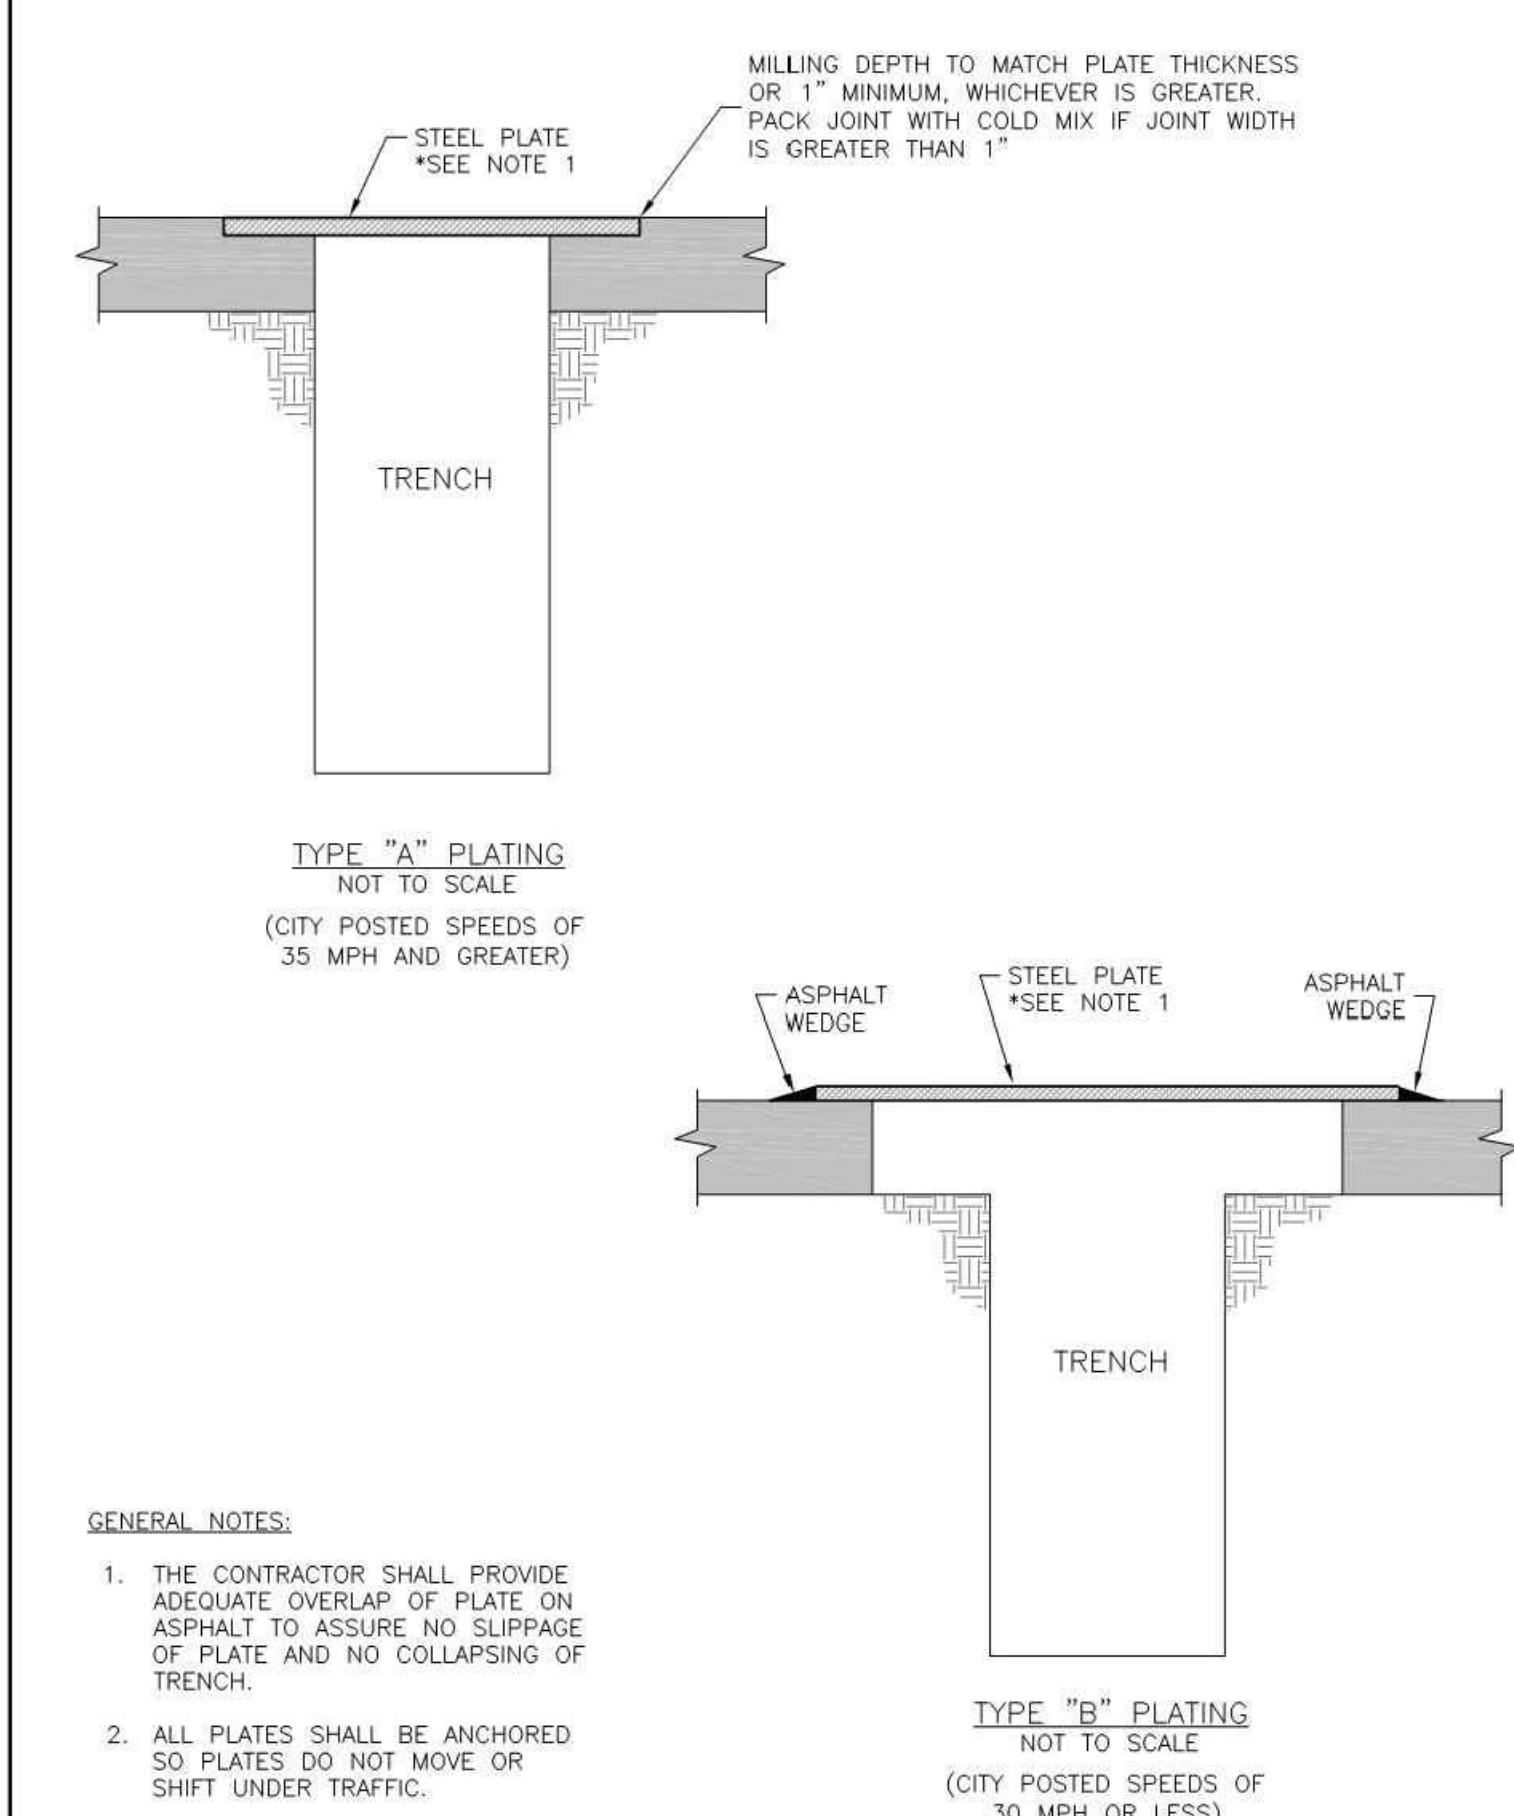 MILLING DEPTH TO MATCH PLATE THICKNESS
OR 1" MINIMUM, WHICHEVER IS GREATER.
PACK JOINT WITH COLD MIX IF JOINT WIDTH
IS GREATER THAN 1"
STEEL PLATE
*SEE NOTE 1
TRENCH
TYPE "A" PLATING
NOT TO SCALE
(CITY POSTED SPEEDS OF
35 MPH AND GREATER)
ASPHALT
WEDGE
STEEL PLATE
*SEE NOTE 1
ASPHALT
WEDGE
TRENCH
TYPE "B" PLATING
NOT TO SCALE
(CITY POSTED SPEEDS OF
30 MPH OR LESS)
GENERAL NOTES:
1. THE CONTRACTOR SHALL PROVIDE
ADEQUATE OVERLAP OF PLATE ON
ASPHALT TO ASSURE NO SLIPPAGE
OF PLATE AND NO COLLAPSING OF
TRENCH.
2. ALL PLATES SHALL BE ANCHORED
SO PLATES DO NOT MOVE OR
SHIFT UNDER TRAFFIC.